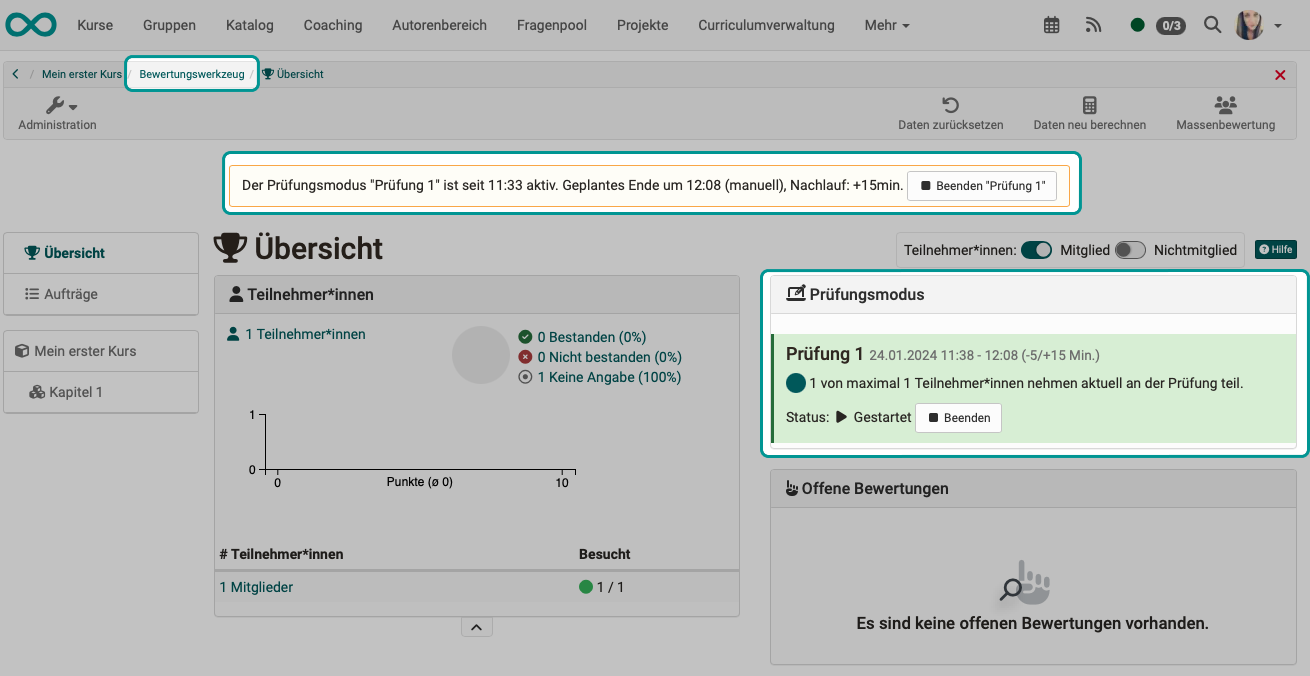 Kurse Gruppen Katalog Coaching Autorenbereich Fragenpool Projekte Curriculumverwaltung Mehr 0/3
/ Mein erster Kurs / Bewertungswerkzeug / Übersicht
Administration Daten zurücksetzen Daten neu berechnen Massenbewertung
Der Prüfungsmodus "Prüfung 1" ist seit 11:33 aktiv. Geplantes Ende um 12:08 (manuell), Nachlauf: +15min. Beenden "Prüfung 1"
Übersicht
Aufträge
Mein erster Kurs
Kapitel 1
Übersicht
Teilnehmer*innen: Mitglied Nichtmitglied Hilfe
Teilnehmer*innen
1 Teilnehmer*innen
0 Bestanden (0%)
0 Nicht bestanden (0%)
1 Keine Angabe (100%)
1
0
0 Punkte (ø 0) 10
# Teilnehmer*innen Besucht
1 Mitglieder 1 / 1
Prüfungsmodus
Prüfung 1 24.01.2024 11:38 - 12:08 (-5/+15 Min.)
1 von maximal 1 Teilnehmer*innen nehmen aktuell an der Prüfung teil.
Status: Gestartet Beenden
Offene Bewertungen
Es sind keine offenen Bewertungen vorhanden.